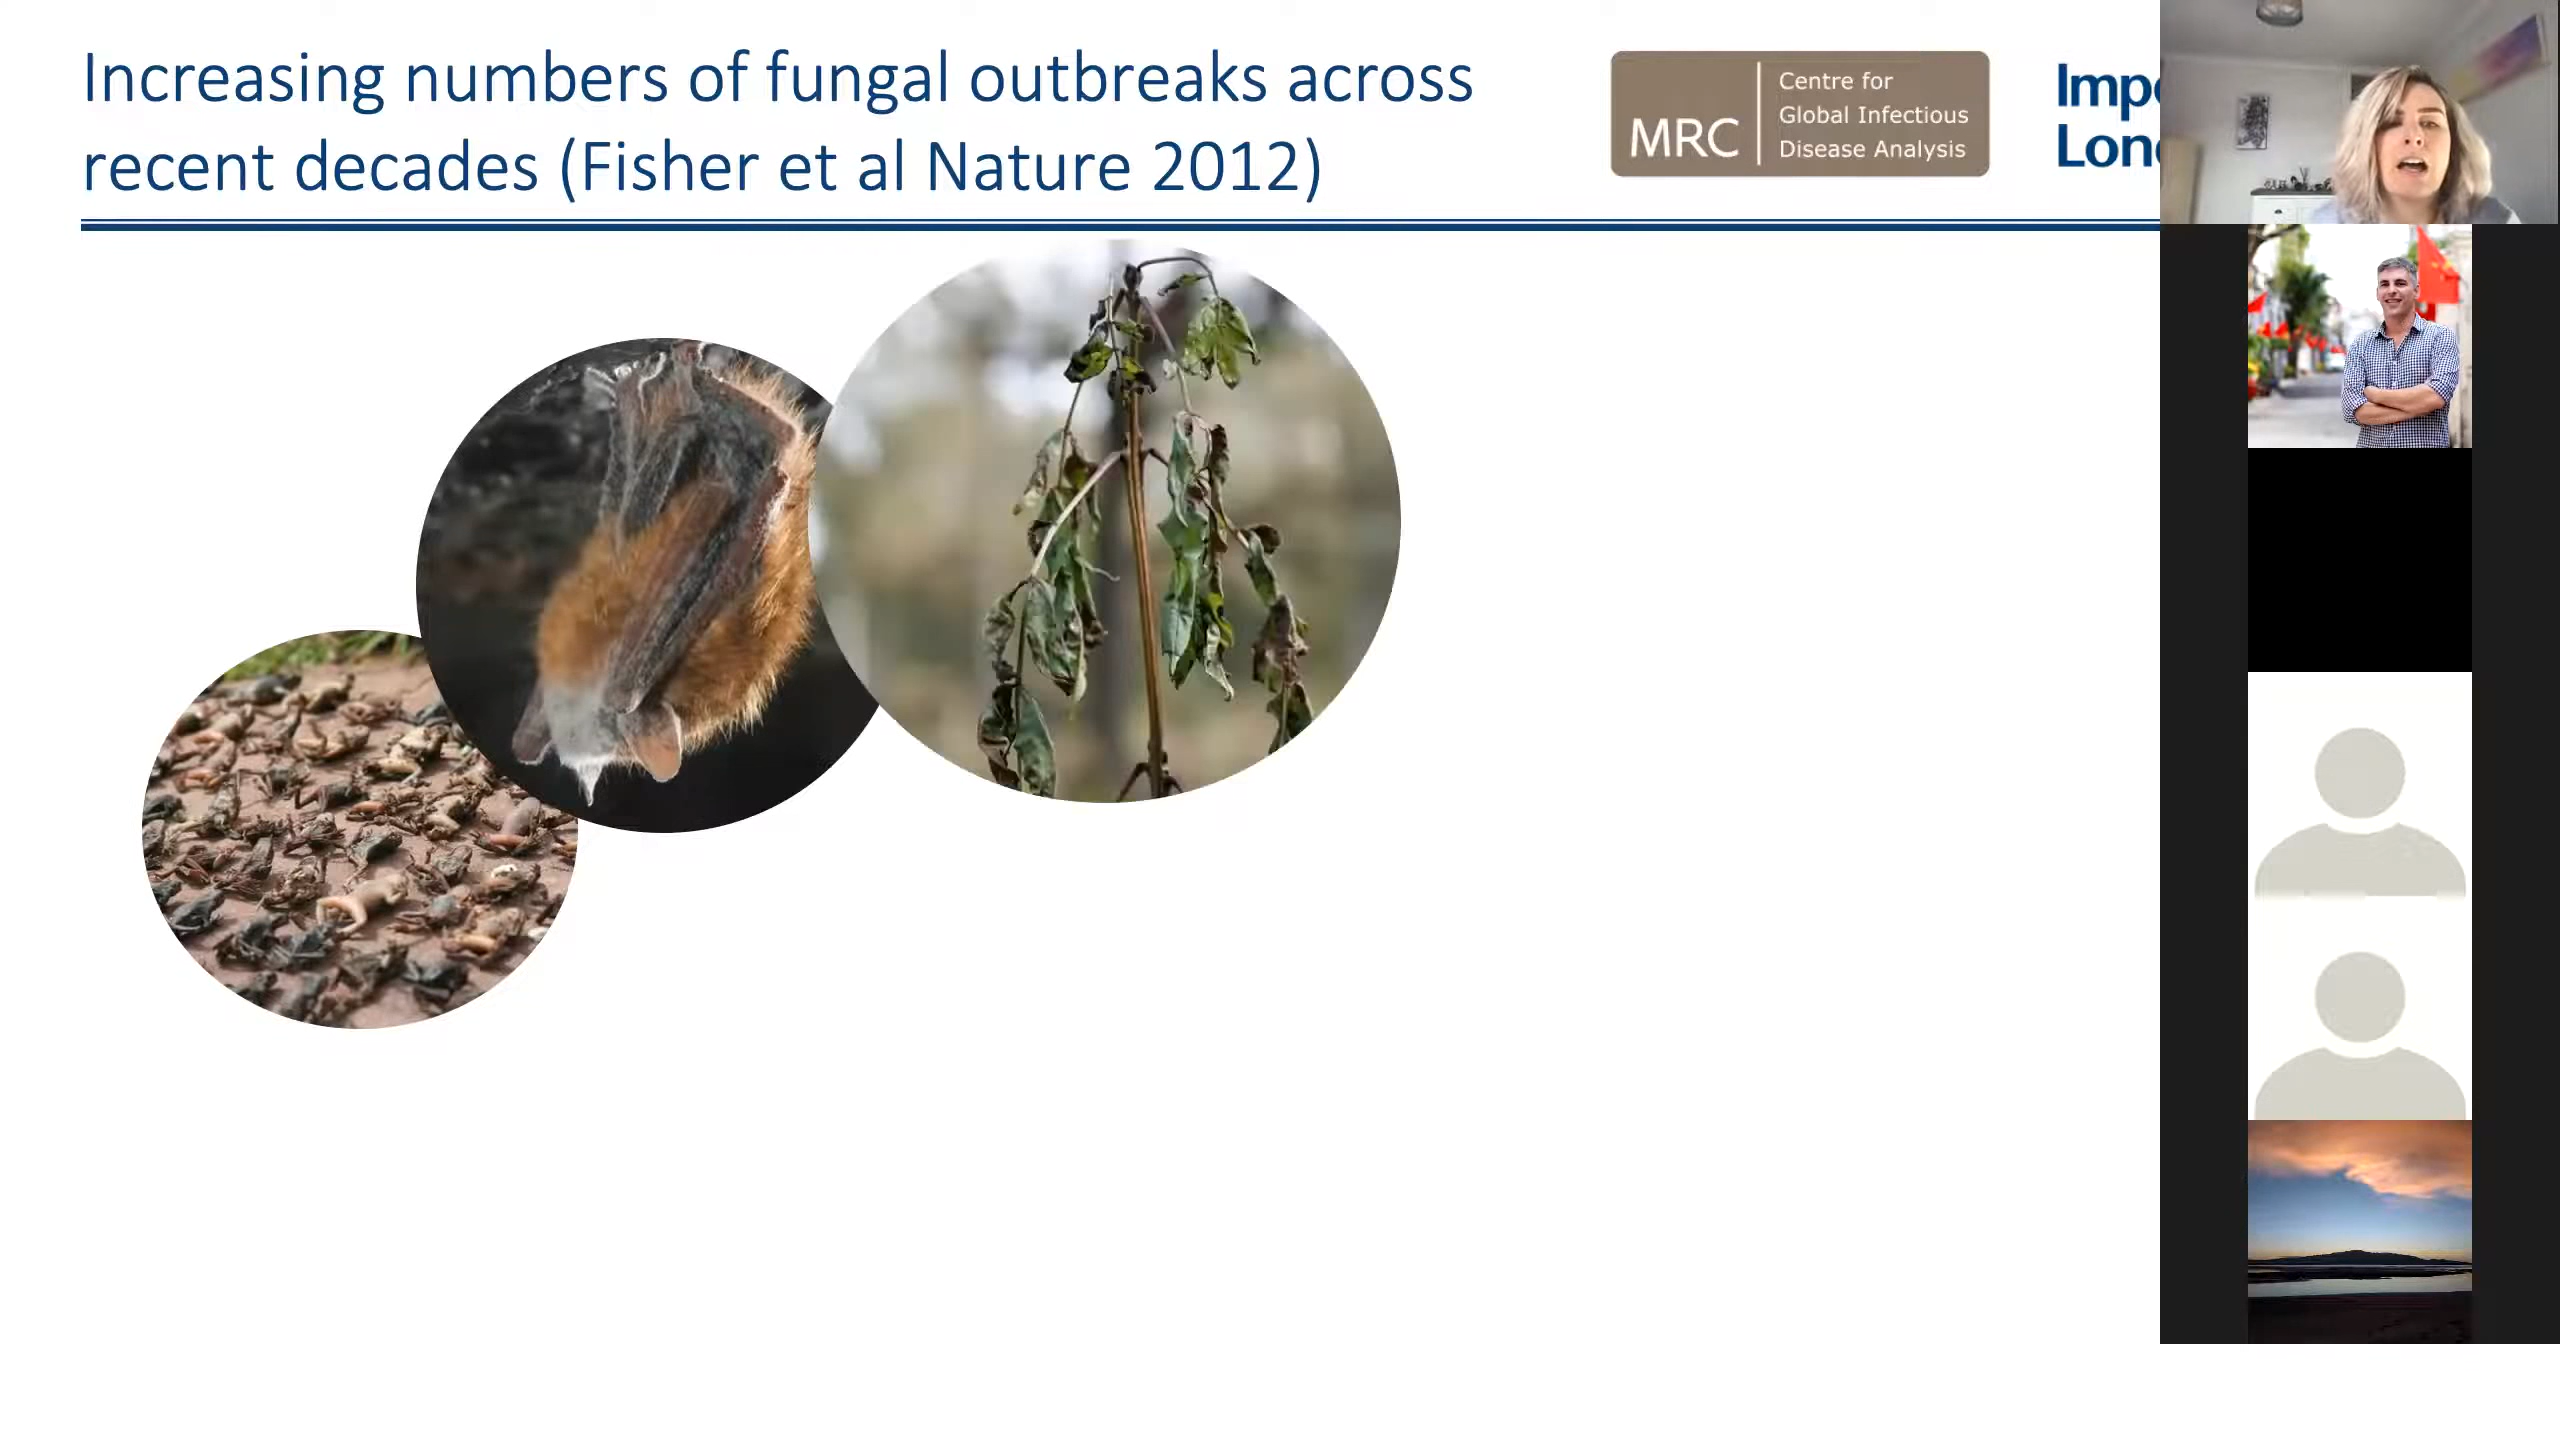 Increasing numbers of fungal outbreaks across
recent decades (Fisher et al Nature 2012)
MRC
Centre for
Global Infectious
Disease Analysis